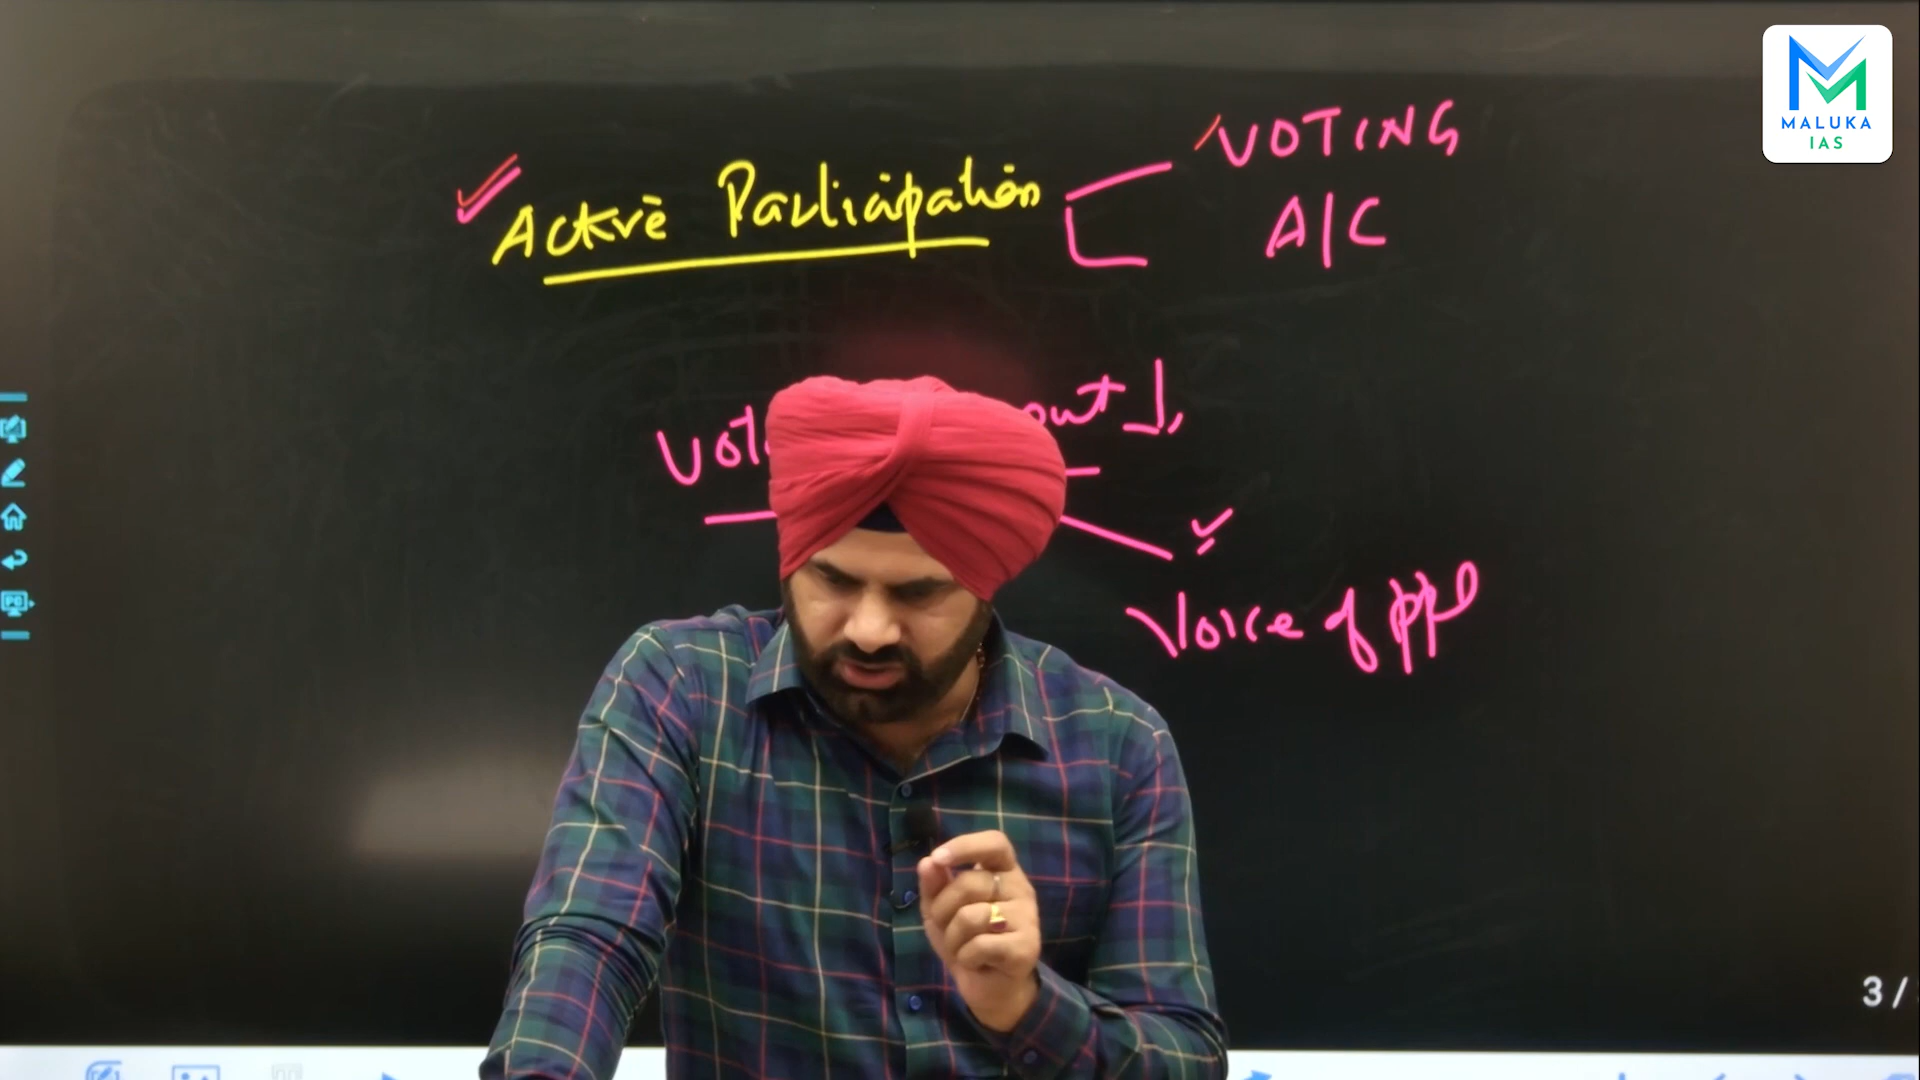 MALUKA
IAS
VOTING
Active Participation
A/C
out
Voice of ppl
3 /